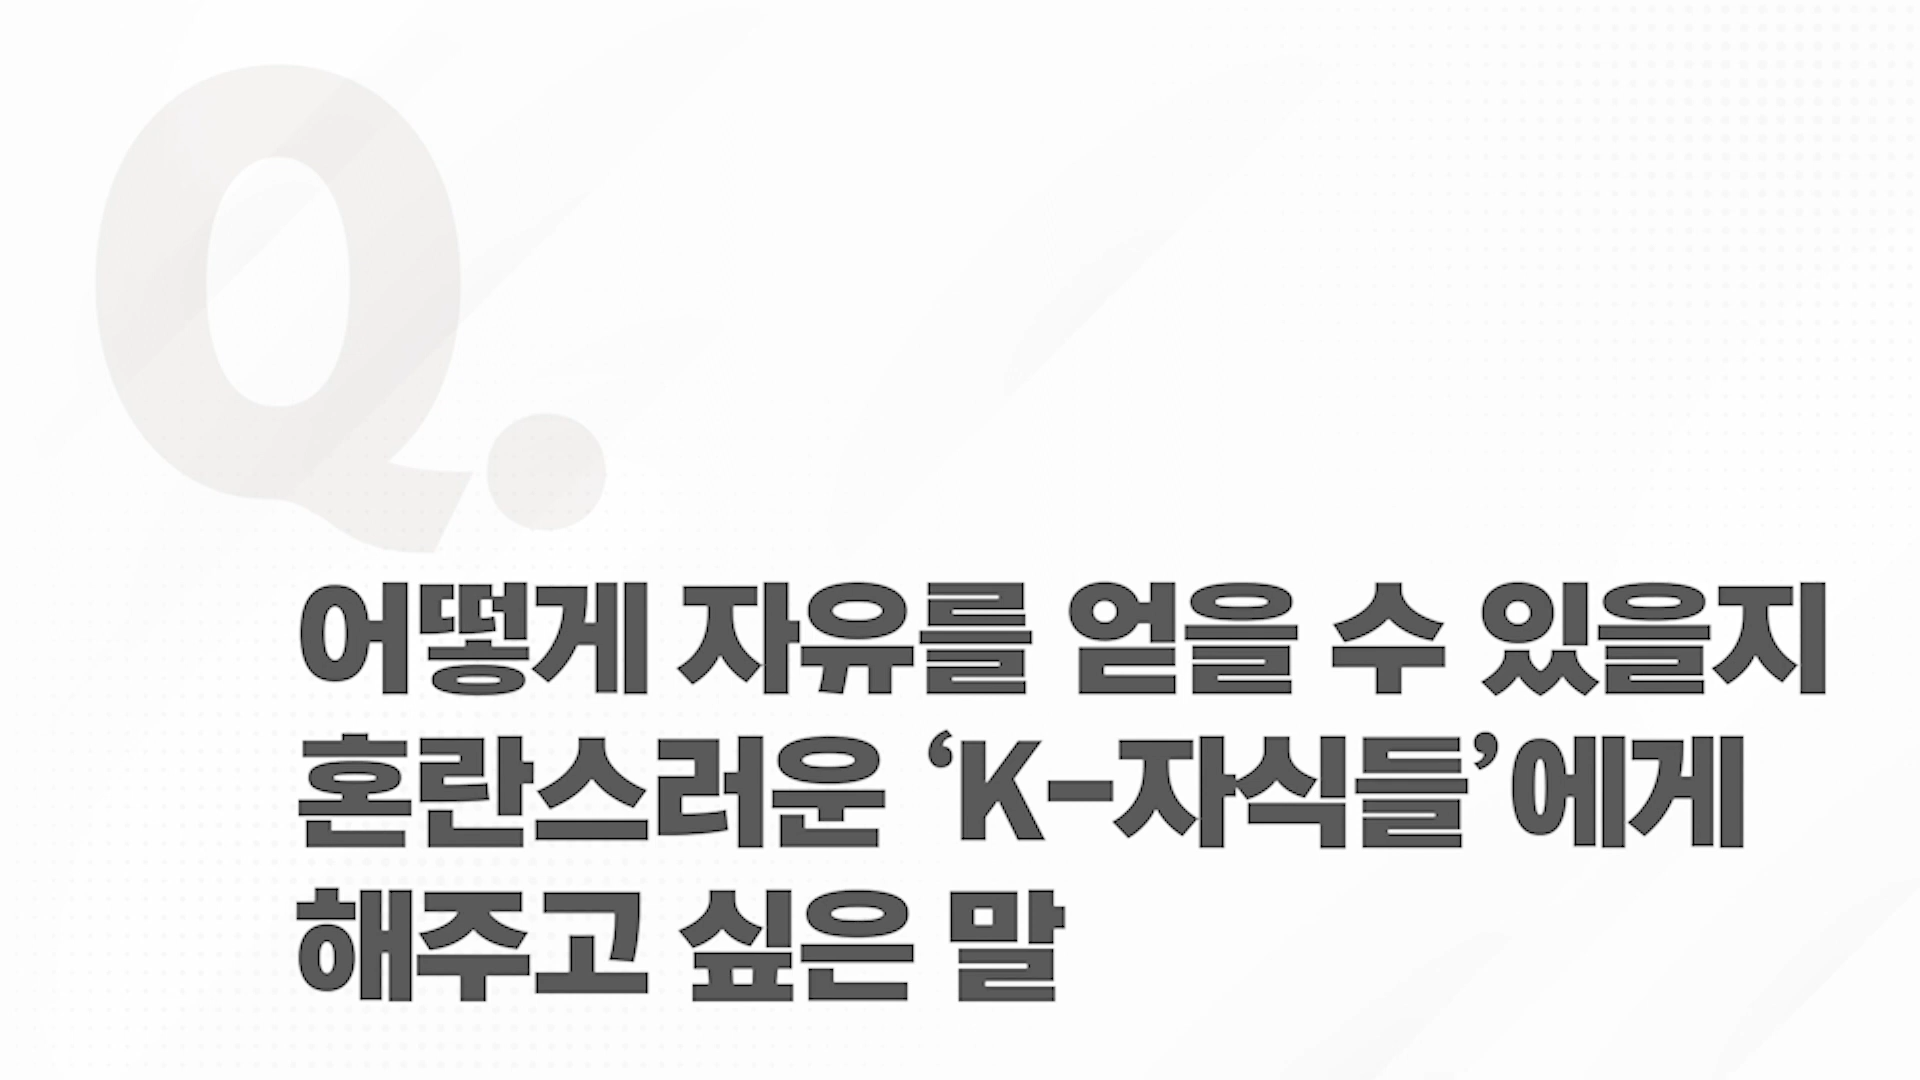 Q.
어떻게 자유를 얻을 수 있을지
혼란스러운 ‘K-자식들’에게
해주고 싶은 말